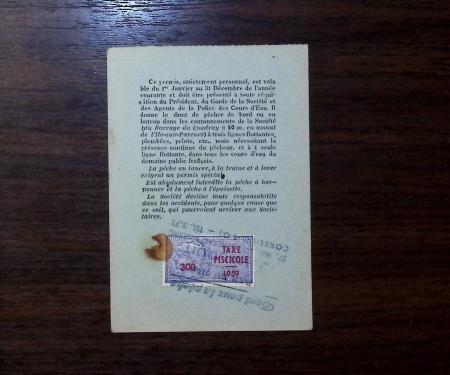 Ce permis, strictement personnel, est vala
ble du 1er Janvier au 31 Décembre de l'année
courante et doit être présenté à toute réqui-
sition du Président, du Garde de la Société et
des Agents de la Police des Cours d'Eau. Il
donne le droit de pêcher de bord ou en
bateau dans les cantonnements de la Société
(du Barrage du Coudray à 50 m. en amont
de l'Ile-aux-Paveurs) à trois lignes flottantes,
plombées, pelote, etc., mais nécessitant la
présence continue du pêcheur, et à 1 seule
ligne flottante, dans tous les cours d'eau du
domaine public français.
La pêche au lancer, à la traîne et à lever
exigent un permis spécial
Est absolument interdite la pêche à har-
ponner et la pêche à l'épuisette.
La Société décline toute responsabilité
dans les accidents, pour quelque cause que
ce soit, qui pourraient arriver aux Socié-
taires.
TAXE
PISCICOLE
300
1959
Tout pour la pêche